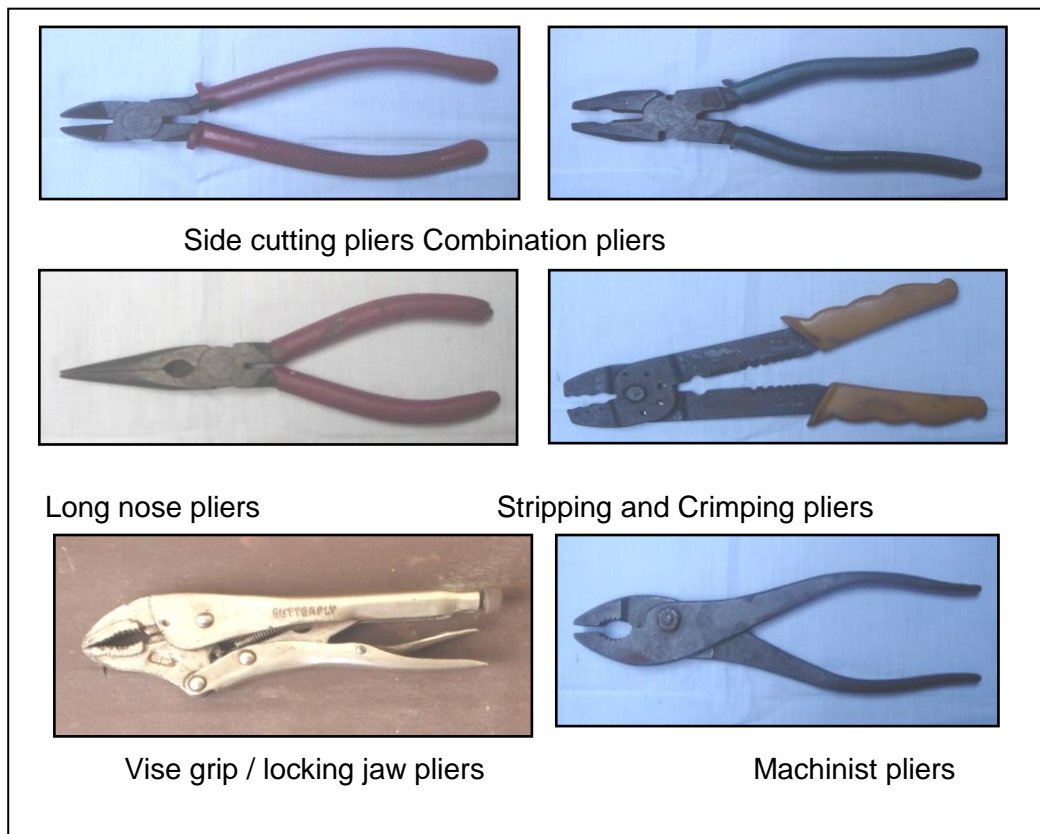 Side cutting pliers Combination pliers
Long nose pliers Stripping and Crimping pliers
BUTTERFLY
Vise grip / locking jaw pliers Machinist pliers